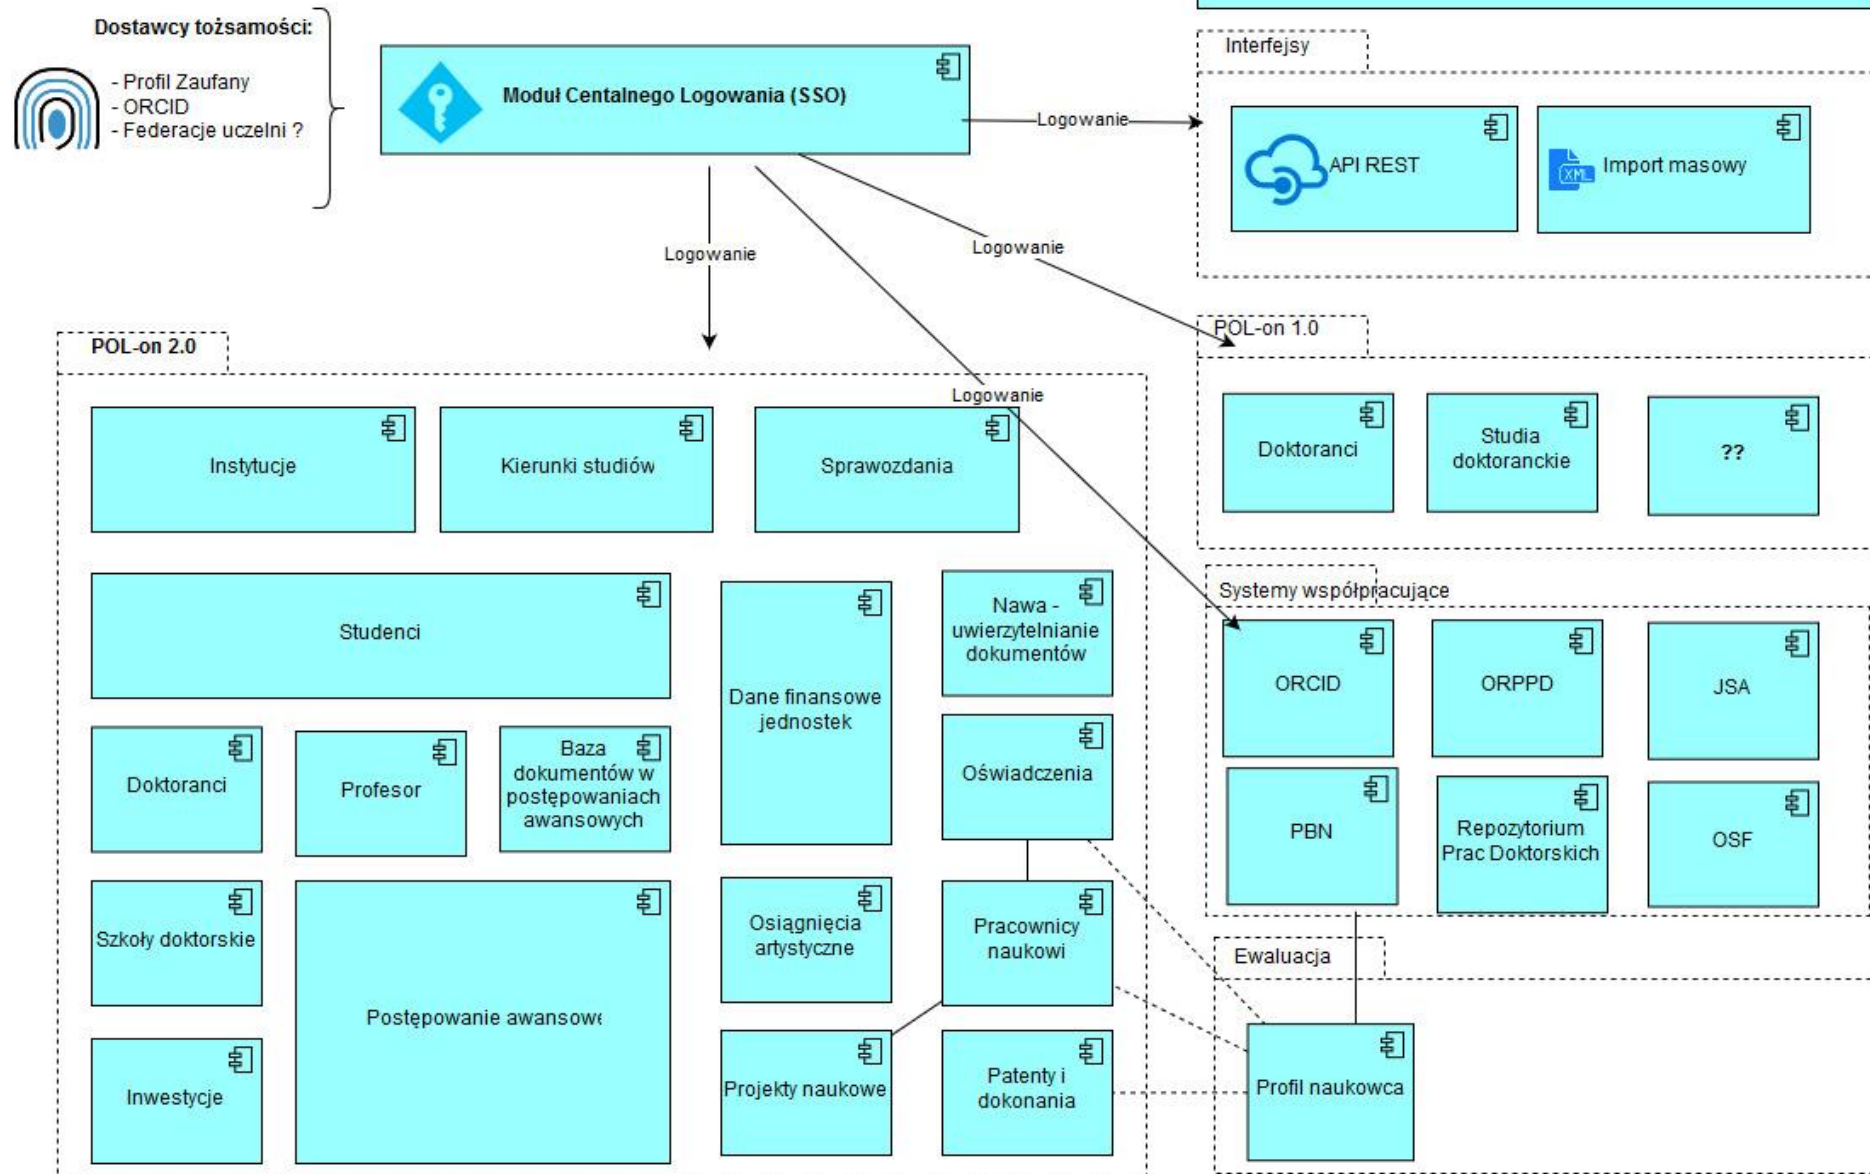 Dostawcy tożsamości:
- Profil Zaufany
- ORCID
- Federacje uczelni ?
Moduł Centalnego Logowania (SSO)
Logowanie
Interfejsy
API REST
XML
Import masowy
Logowanie
Logowanie
Logowanie
POL-on 1.0
Doktoranci
Studia
doktoranckie
??
POL-on 2.0
Instytucje
Kierunki studiów
Sprawozdania
Studenci
Dane finansowe
jednostek
Nawa -
uwierzytelnianie
dokumentów
Doktoranci
Profesor
Baza
dokumentów w
postępowaniach
awansowych
Oświadczenia
Szkoły doktorskie
Postępowanie awansowe
Osiągnięcia
artystyczne
Pracownicy
naukowi
Inwestycje
Projekty naukowe
Patenty i
dokonania
Systemy współpracujące
ORCID
ORPPD
JSA
PBN
Repozytorium
Prac Doktorskich
OSF
Ewaluacja
Profil naukowca